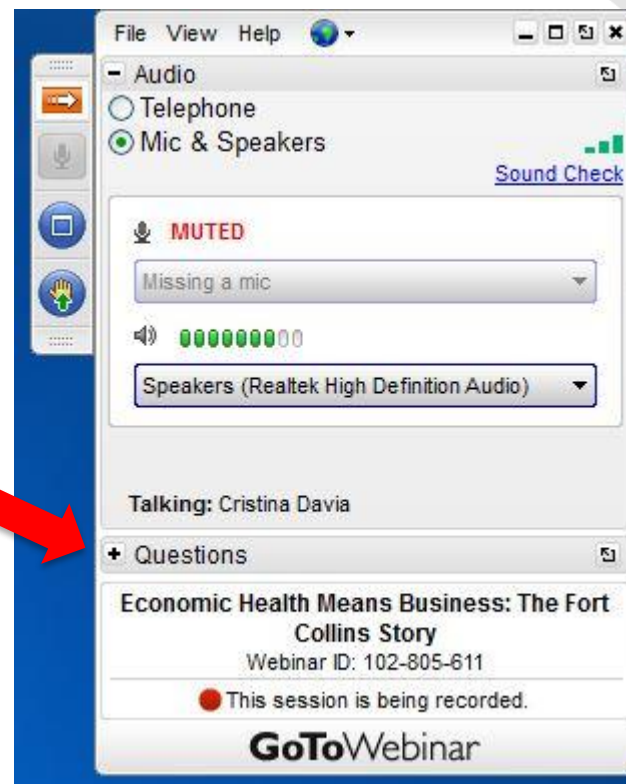 File View Help
Audio
Telephone
Mic & Speakers
Sound Check
MUTED
Missing a mic
Speakers (Realtek High Definition Audio)
Talking: Cristina Davia
Questions
Economic Health Means Business: The Fort
Collins Story
Webinar ID: 102-805-611
This session is being recorded.
GoToWebinar